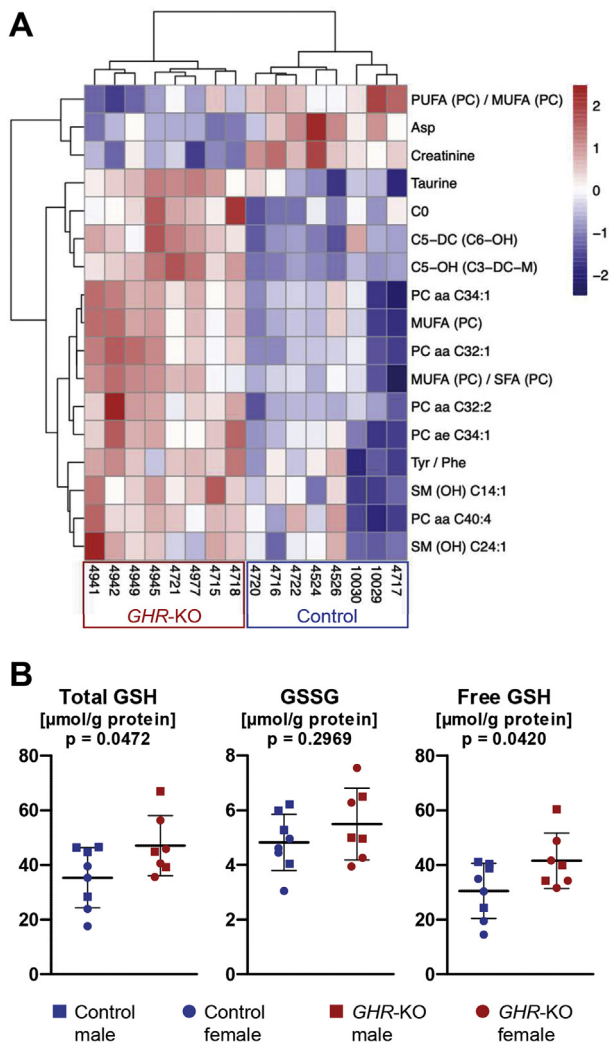 A
PUFA (PC) / MUFA (PC)
Asp
Creatinine
Taurine
C0
C5−DC (C6−OH)
C5−OH (C3−DC−M)
PC aa C34:1
MUFA (PC)
PC aa C32:1
MUFA (PC) / SFA (PC)
PC aa C32:2
PC ae C34:1
Tyr / Phe
SM (OH) C14:1
PC aa C40:4
SM (OH) C24:1
2
1
0
−1
−2
4941 4942 4949 4945 4721 4977 4715 4718 4720 4716 4722 4524 4526 10030 10029 4717
GHR-KO Control
B
Total GSH
[µmol/g protein]
p = 0.0472
80
60
40
20
0
GSSG
[µmol/g protein]
p = 0.2969
8
6
4
2
0
Free GSH
[µmol/g protein]
p = 0.0420
80
60
40
20
0
Control male
Control female
GHR-KO male
GHR-KO female